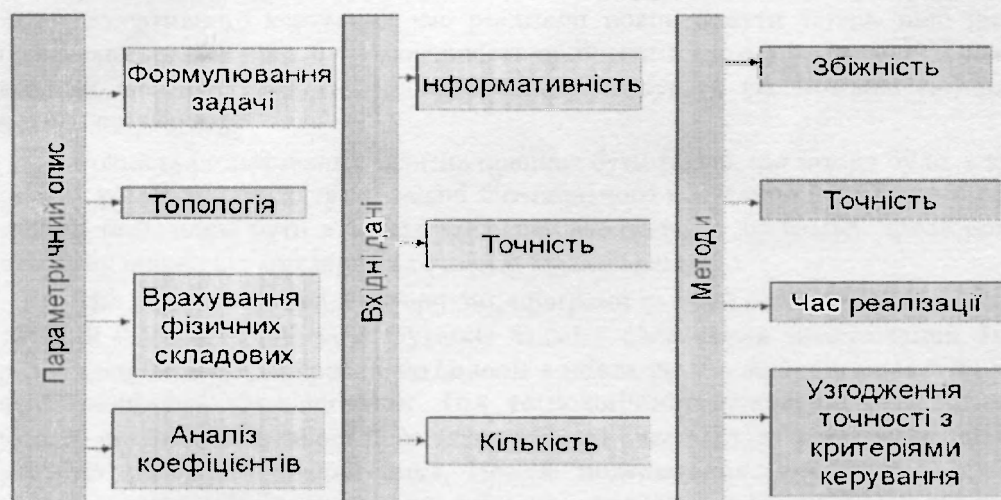 Параметричний опис
Формулювання
задачі
Топологія
Врахування
фізичних
складових
Аналіз
коефіцієнтів
Вхідні дані
нформативність
Точність
Кількість
Методи
Збіжність
Точність
Час реалізації
Узгодження
точності з
критеріями
керування